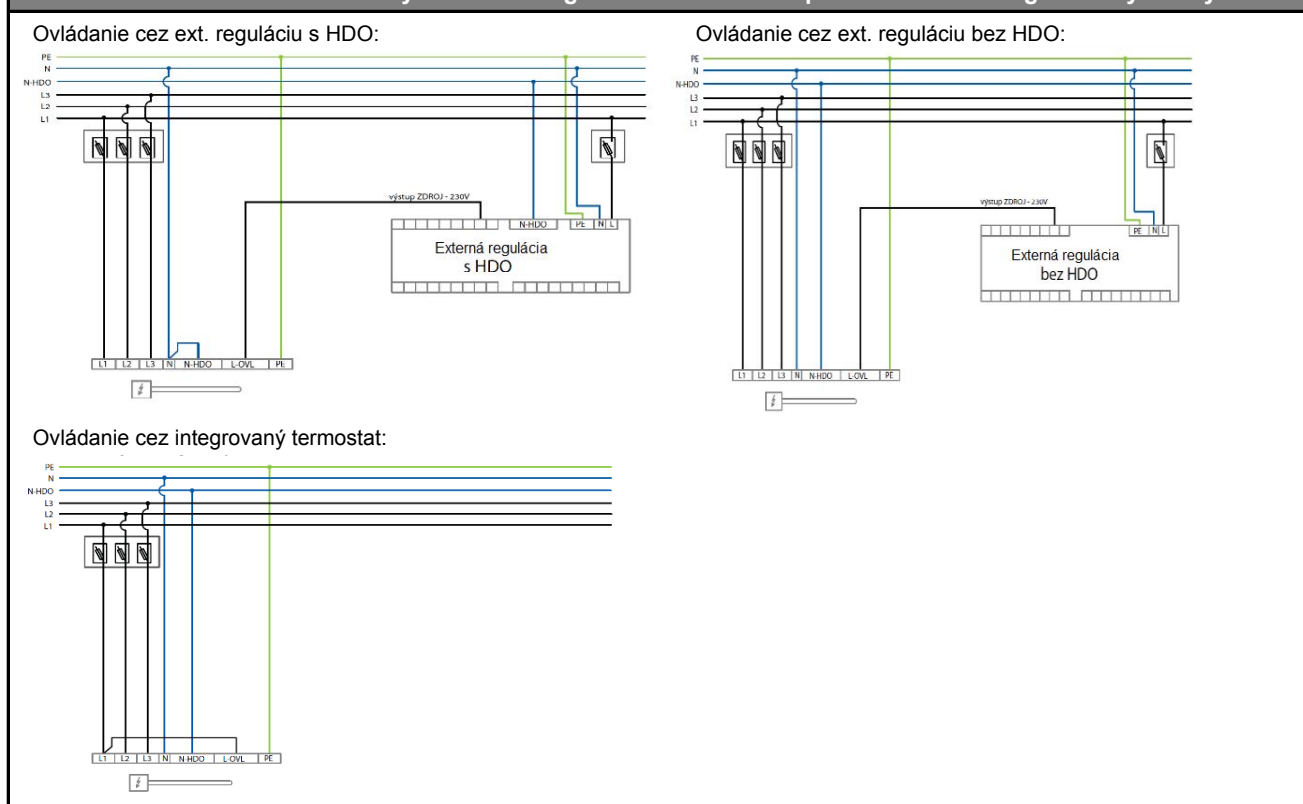 Ovládanie cez ext. reguláciu s HDO:
PE
N
N-HDO
L3
L2
L1
výstup ZDROJ - 230V
N-HDO PE N L
Externá regulácia
s HDO
L1 L2 L3 N N-HDO L-OVL PE
Ovládanie cez ext. reguláciu bez HDO:
PE
N
N-HDO
L3
L2
L1
výstup ZDROJ - 230V
PE N L
Externá regulácia
bez HDO
L1 L2 L3 N N-HDO L-OVL PE
Ovládanie cez integrovaný termostat:
PE
N
N-HDO
L3
L2
L1
L1 L2 L3 N N-HDO L-OVL PE